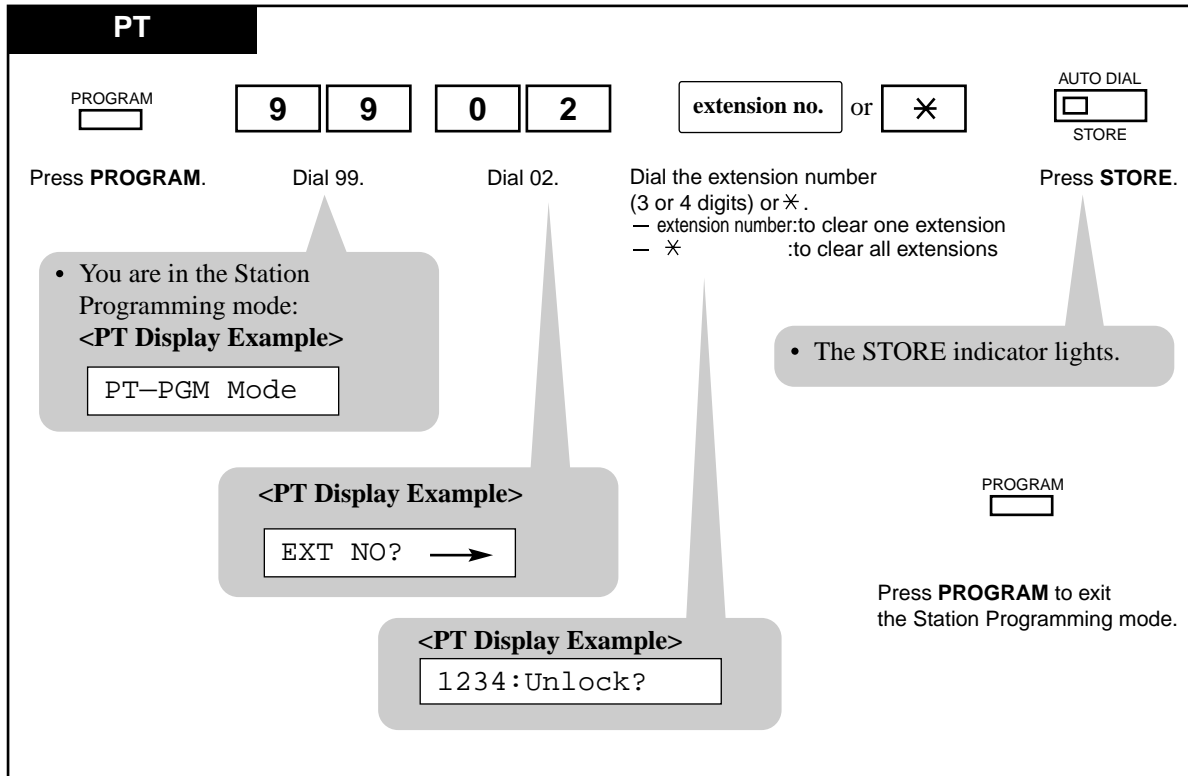 PT
PROGRAM
9 9 0 2 extension no. or ✳
AUTO DIAL
STORE
Press PROGRAM.
Dial 99.
Dial 02.
Dial the extension number
(3 or 4 digits) or ✳.
– extension number:to clear one extension
– ✳ :to clear all extensions
Press STORE.
• You are in the Station
Programming mode:
<PT Display Example>
PT–PGM Mode
• The STORE indicator lights.
<PT Display Example>
EXT NO? →
<PT Display Example>
1234:Unlock?
PROGRAM
Press PROGRAM to exit
the Station Programming mode.